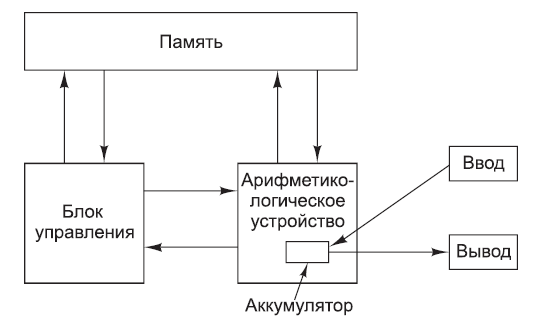 Память
Блок
управления
Арифметико-
логическое
устройство
Ввод
Вывод
Аккумулятор